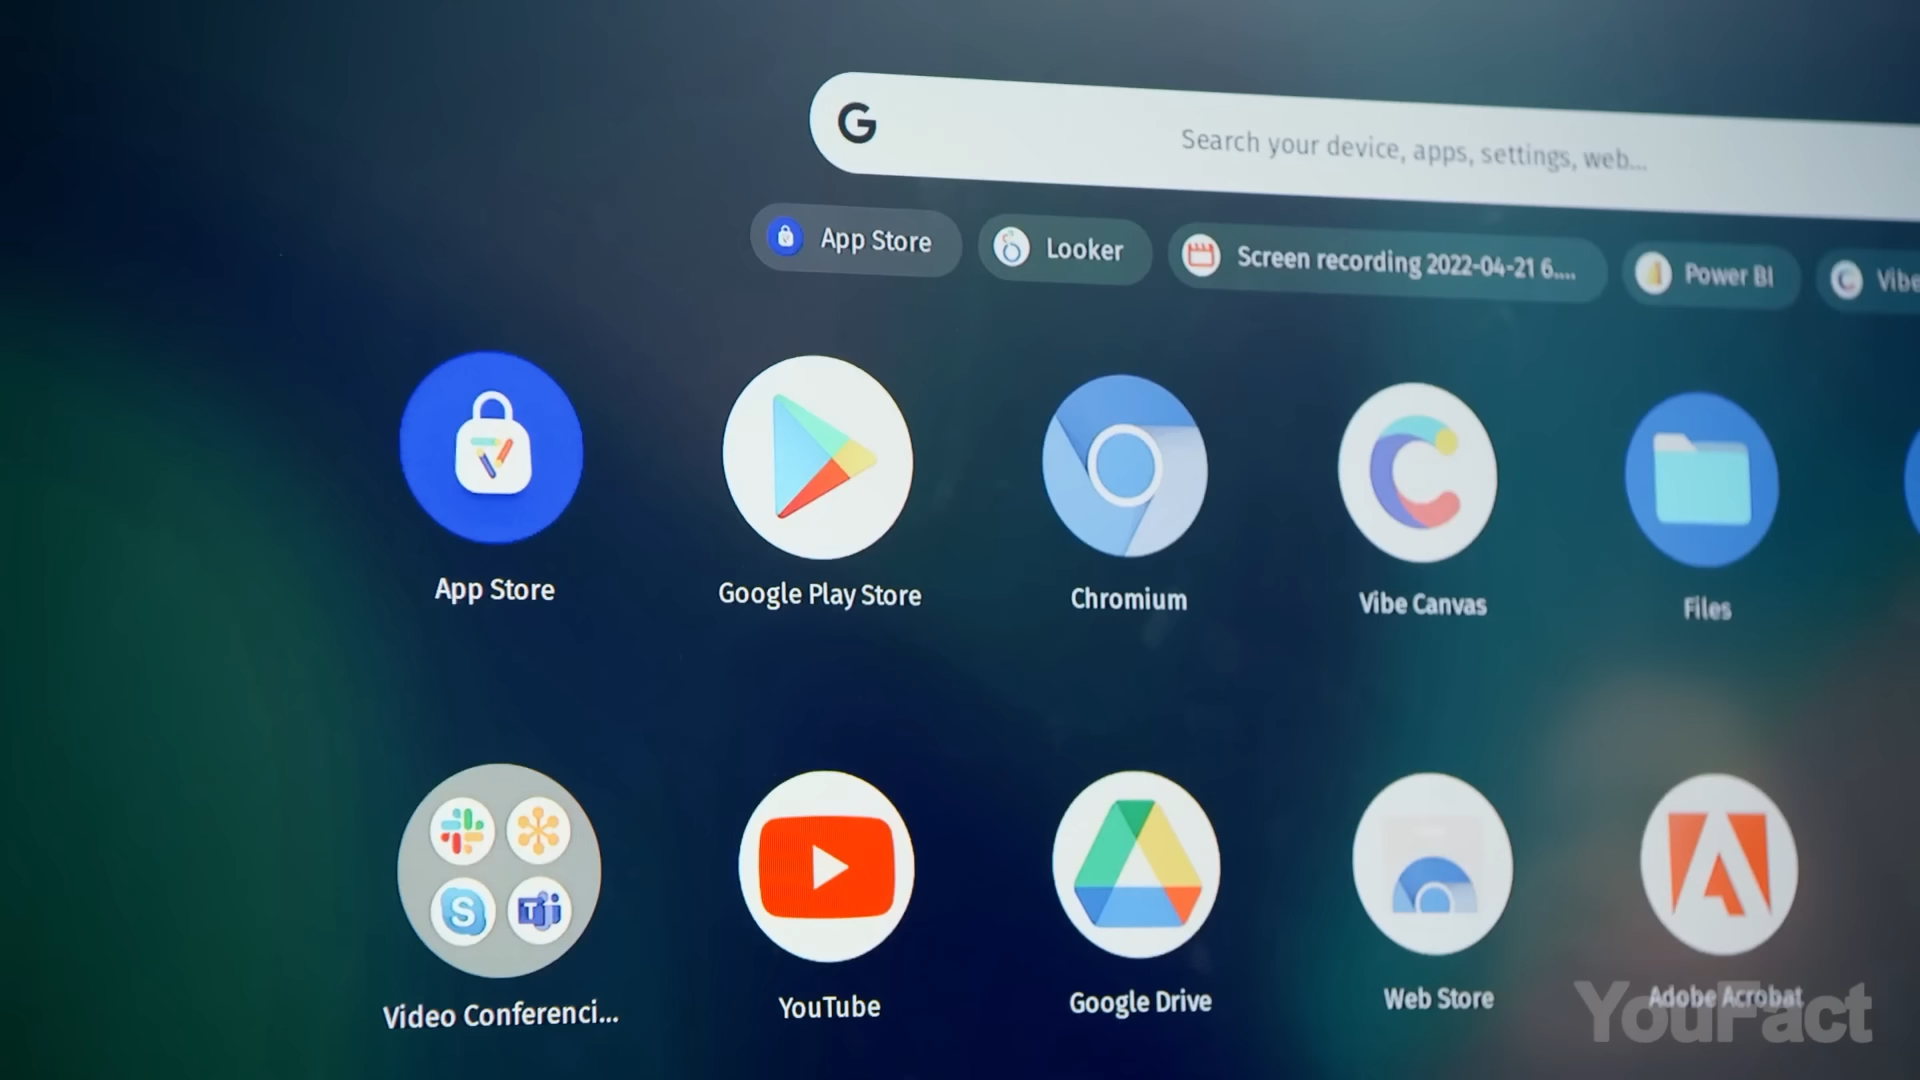 G
Search your device, apps, settings, web...
App Store
Looker
Screen recording 2022-04-21 6....
Power BI
Vibe
App Store
Google Play Store
Chromium
Vibe Canvas
Files
S
T
Video Conferenci...
YouTube
Google Drive
Web Store
Adobe Acrobat
YouFact